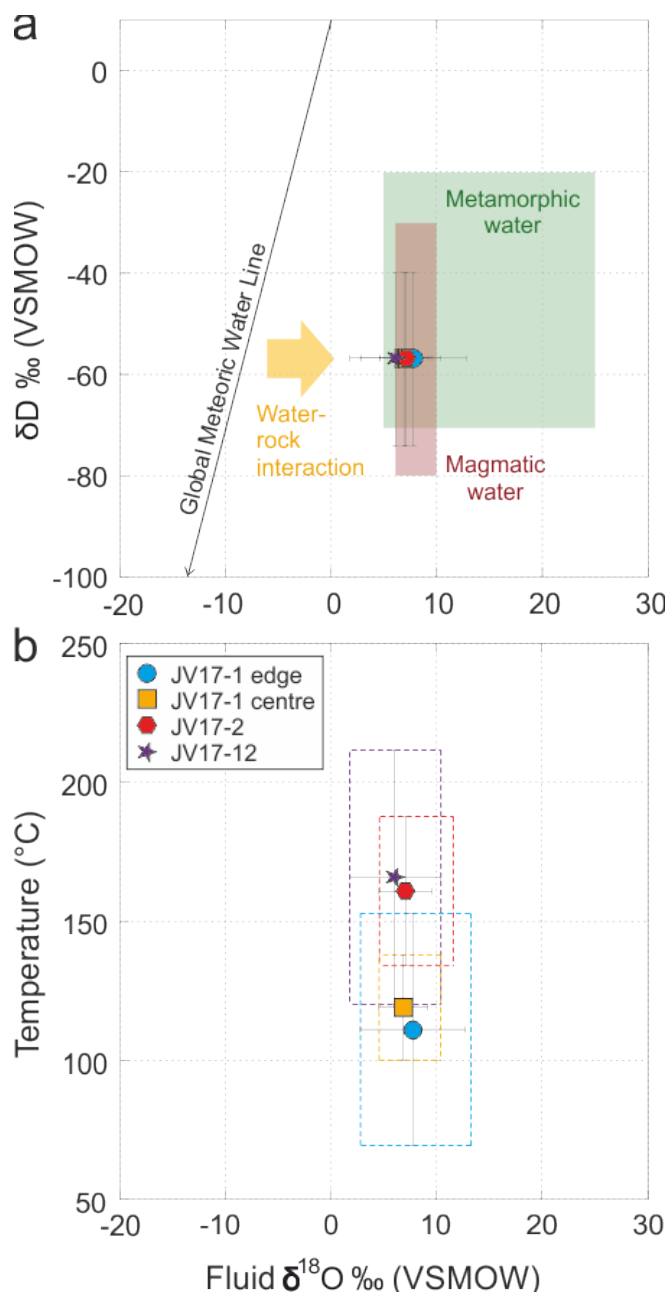 a
0
-20
-40
-60
-80
-100
δD ‰ (VSMOW)
Global Meteoric Water Line
Metamorphic
water
Water-
rock
interaction
Magmatic
water
-20
-10
0
10
20
30
b
JV17-1 edge
JV17-1 centre
JV17-2
JV17-12
250
200
150
100
50
Temperature (°C)
-20
-10
0
10
20
30
Fluid δ¹⁸O ‰ (VSMOW)